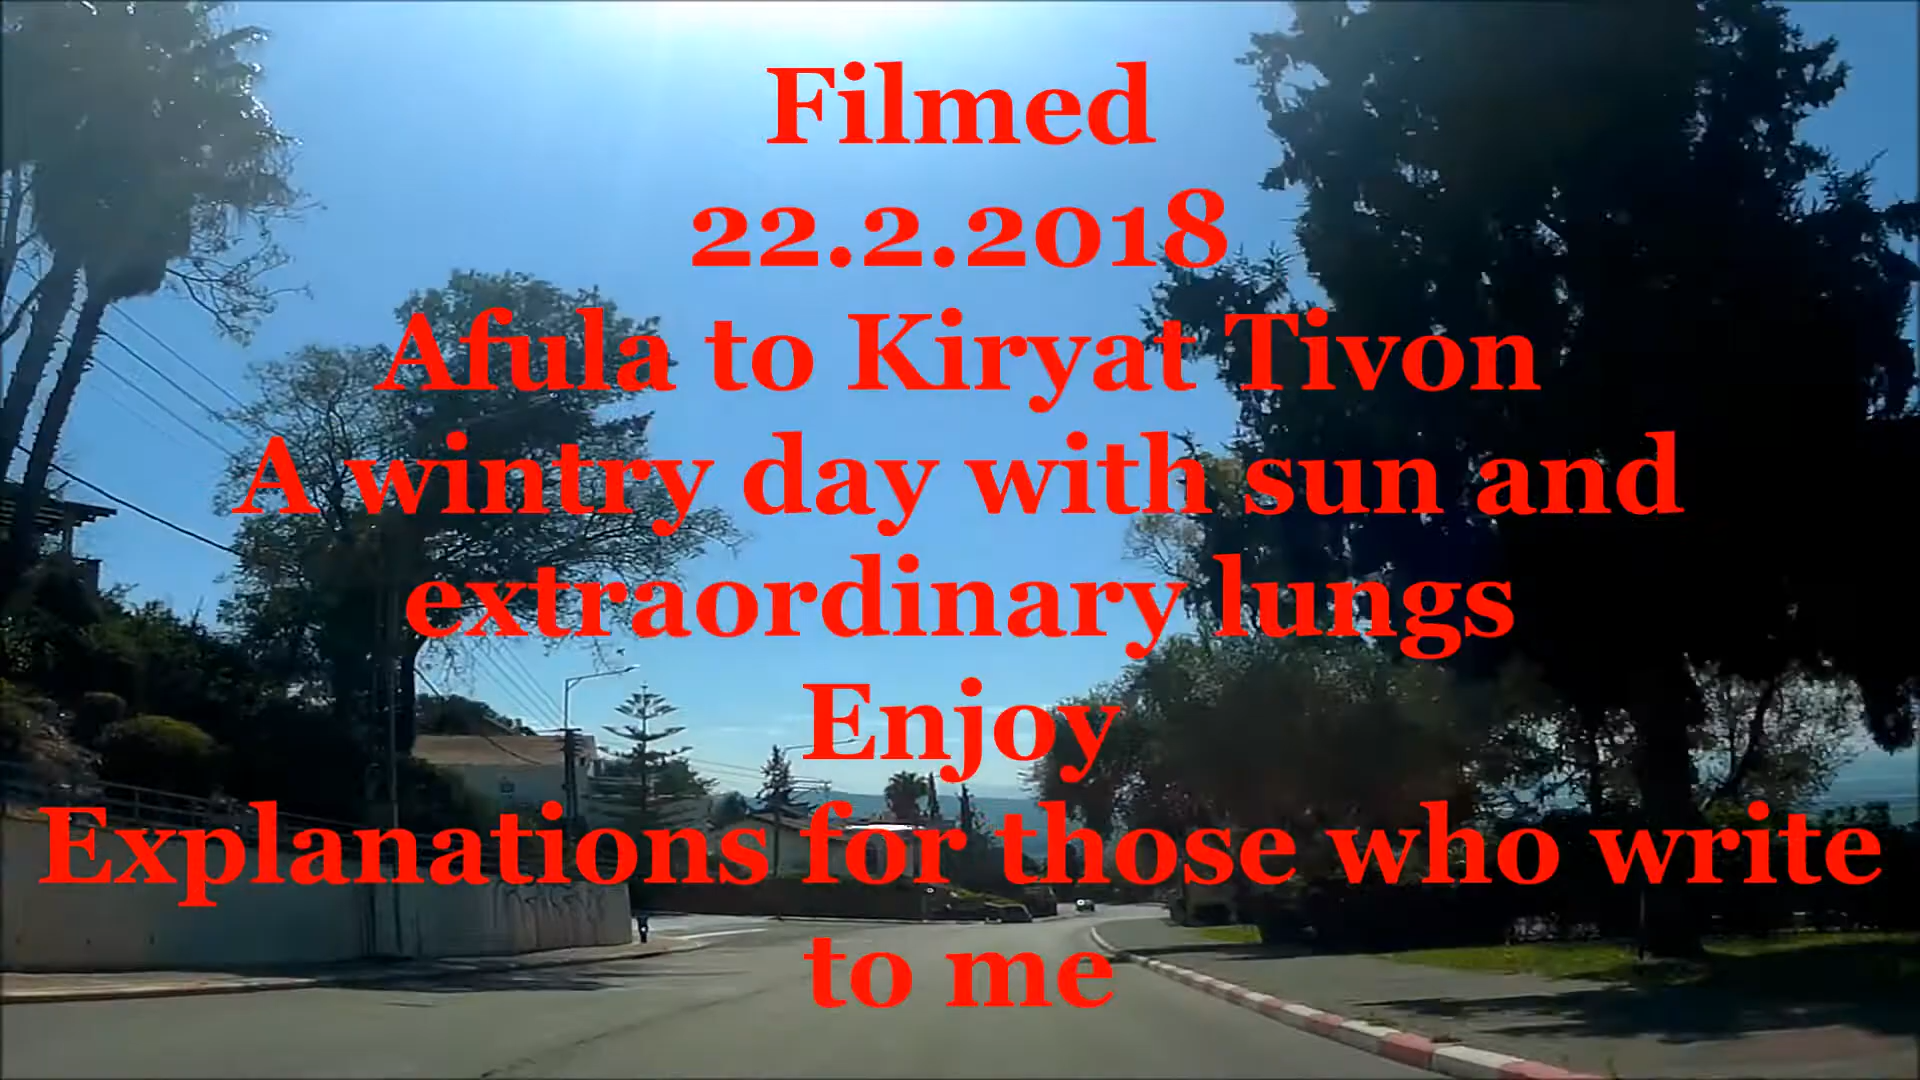 Filmed
22.2.2018
Afula to Kiryat Tivon
A wintry day with sun and
extraordinary lungs
Enjoy
Explanations for those who write
to me